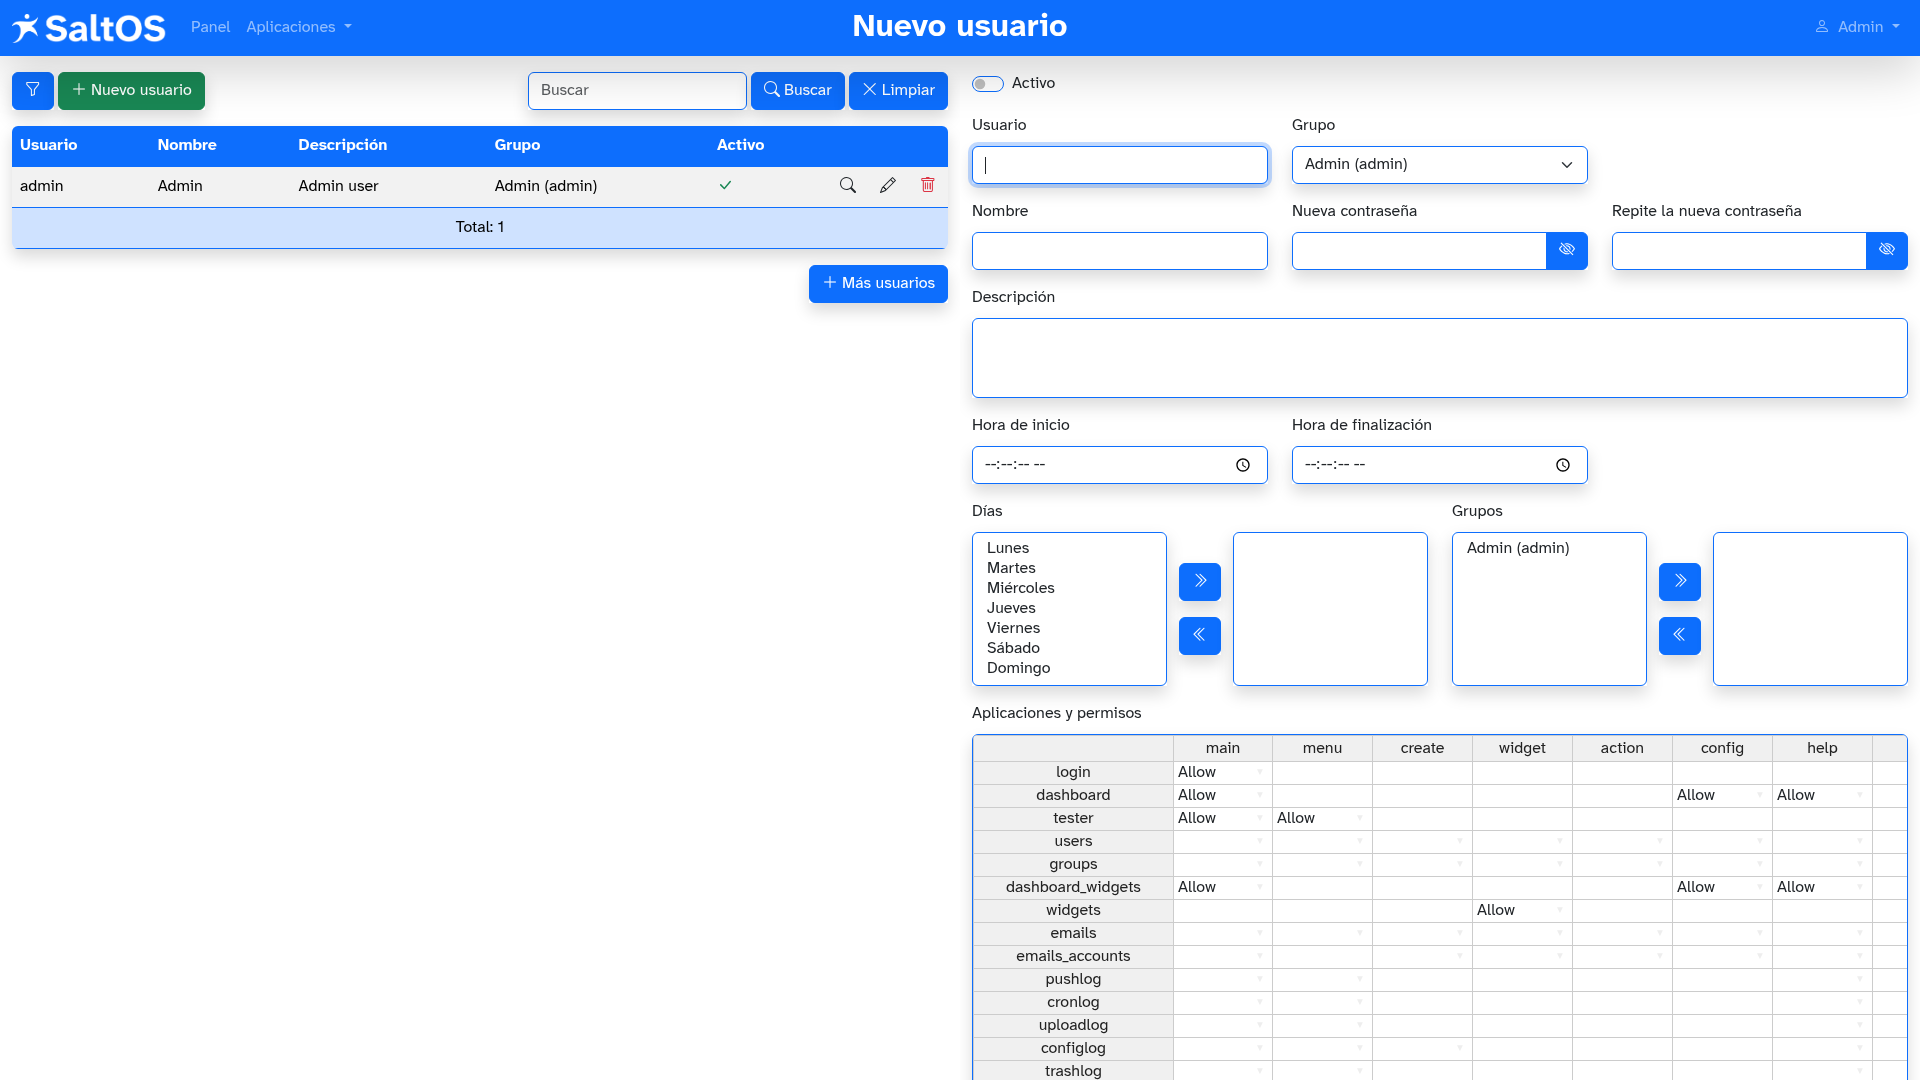 SaltOS
Panel
Aplicaciones
Nuevo usuario
Admin
Nuevo usuario
Buscar
Buscar
Limpiar
Usuario Nombre Descripción Grupo Activo
admin Admin Admin user Admin (admin)
Total: 1
Más usuarios
Activo
Usuario
Grupo
Admin (admin)
Nombre
Nueva contraseña
Repite la nueva contraseña
Descripción
Hora de inicio
Hora de finalización
--:--:-- --
--:--:-- --
Días
Lunes
Martes
Miércoles
Jueves
Viernes
Sábado
Domingo
Grupos
Admin (admin)
Aplicaciones y permisos
main menu create widget action config help
login Allow
dashboard Allow Allow Allow
tester Allow Allow
users
groups
dashboard_widgets Allow Allow Allow
widgets Allow
emails
emails_accounts
pushlog
cronlog
uploadlog
configlog
trashlog